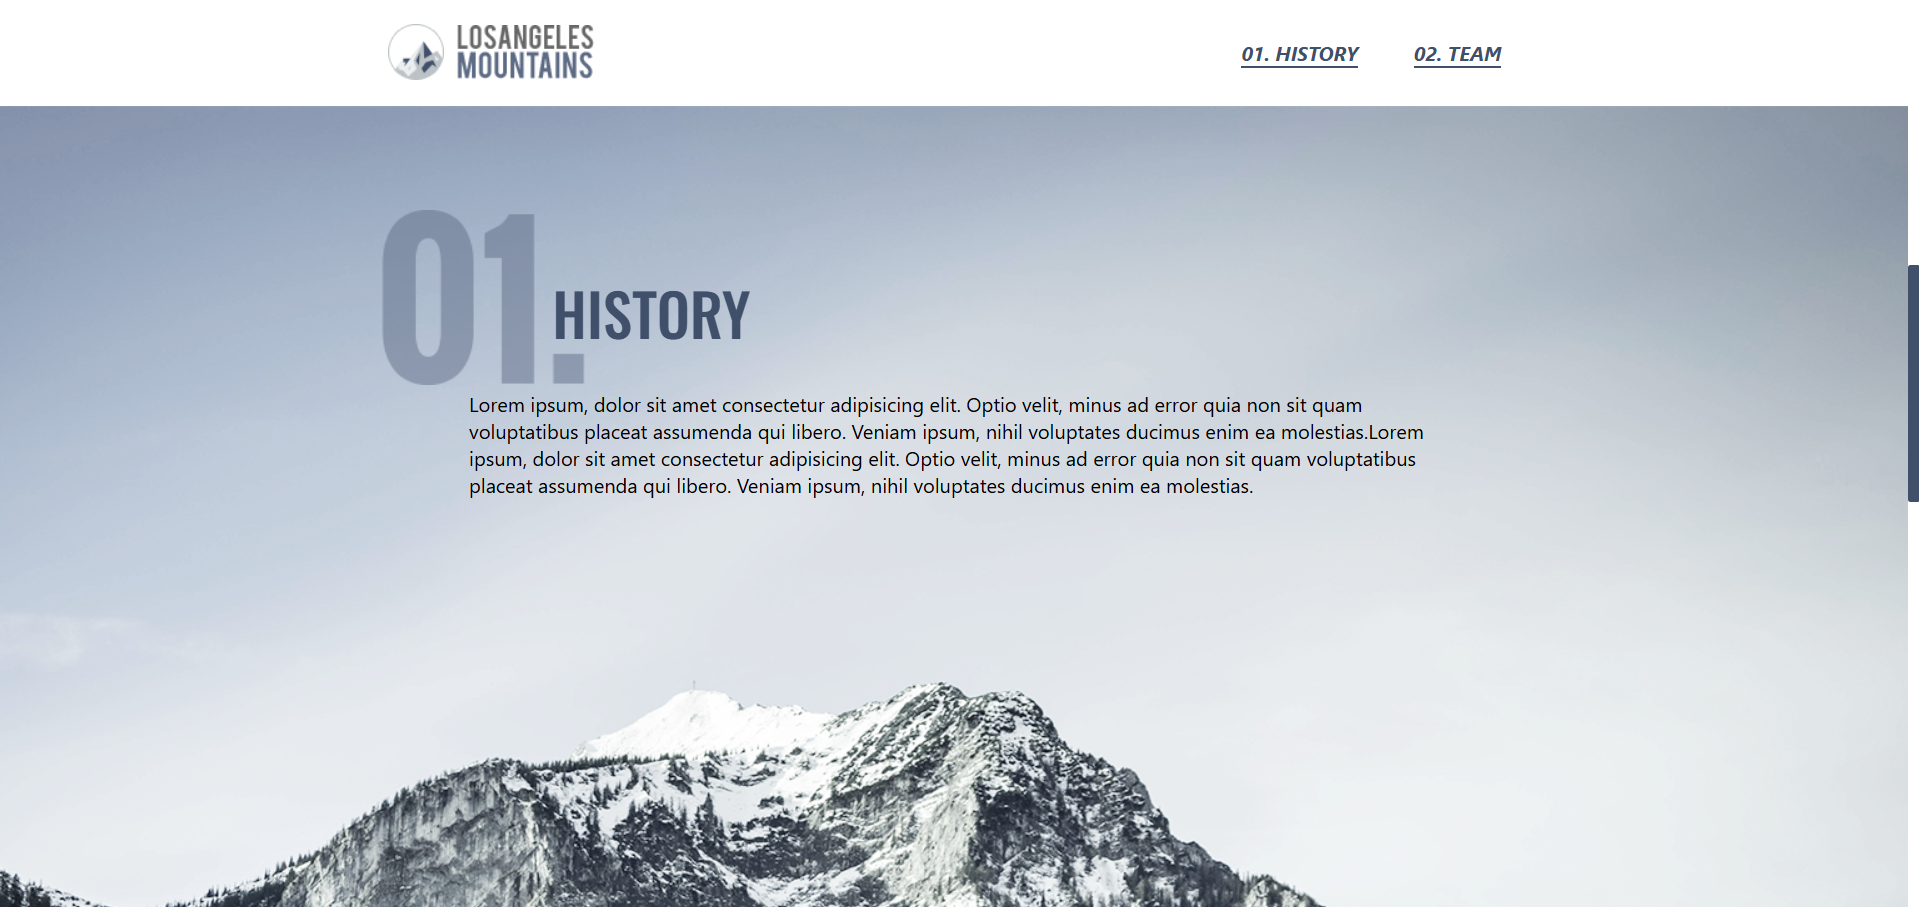 LOSANGELES
MOUNTAINS
01. HISTORY
02. TEAM
01.
HISTORY
Lorem ipsum, dolor sit amet consectetur adipisicing elit. Optio velit, minus ad error quia non sit quam
voluptatibus placeat assumenda qui libero. Veniam ipsum, nihil voluptates ducimus enim ea molestias.Lorem
ipsum, dolor sit amet consectetur adipisicing elit. Optio velit, minus ad error quia non sit quam voluptatibus
placeat assumenda qui libero. Veniam ipsum, nihil voluptates ducimus enim ea molestias.